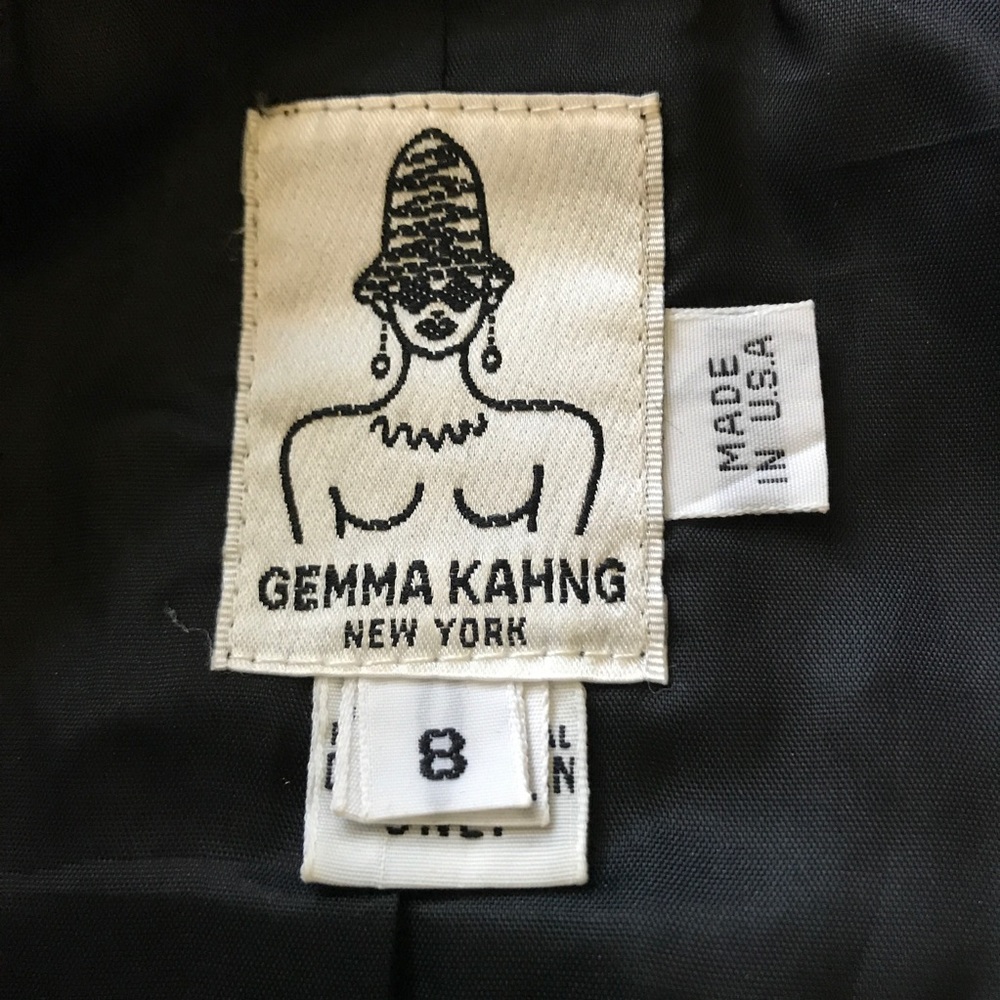 GEMMA KAHNG
NEW YORK
MADE
IN U.S.A
8